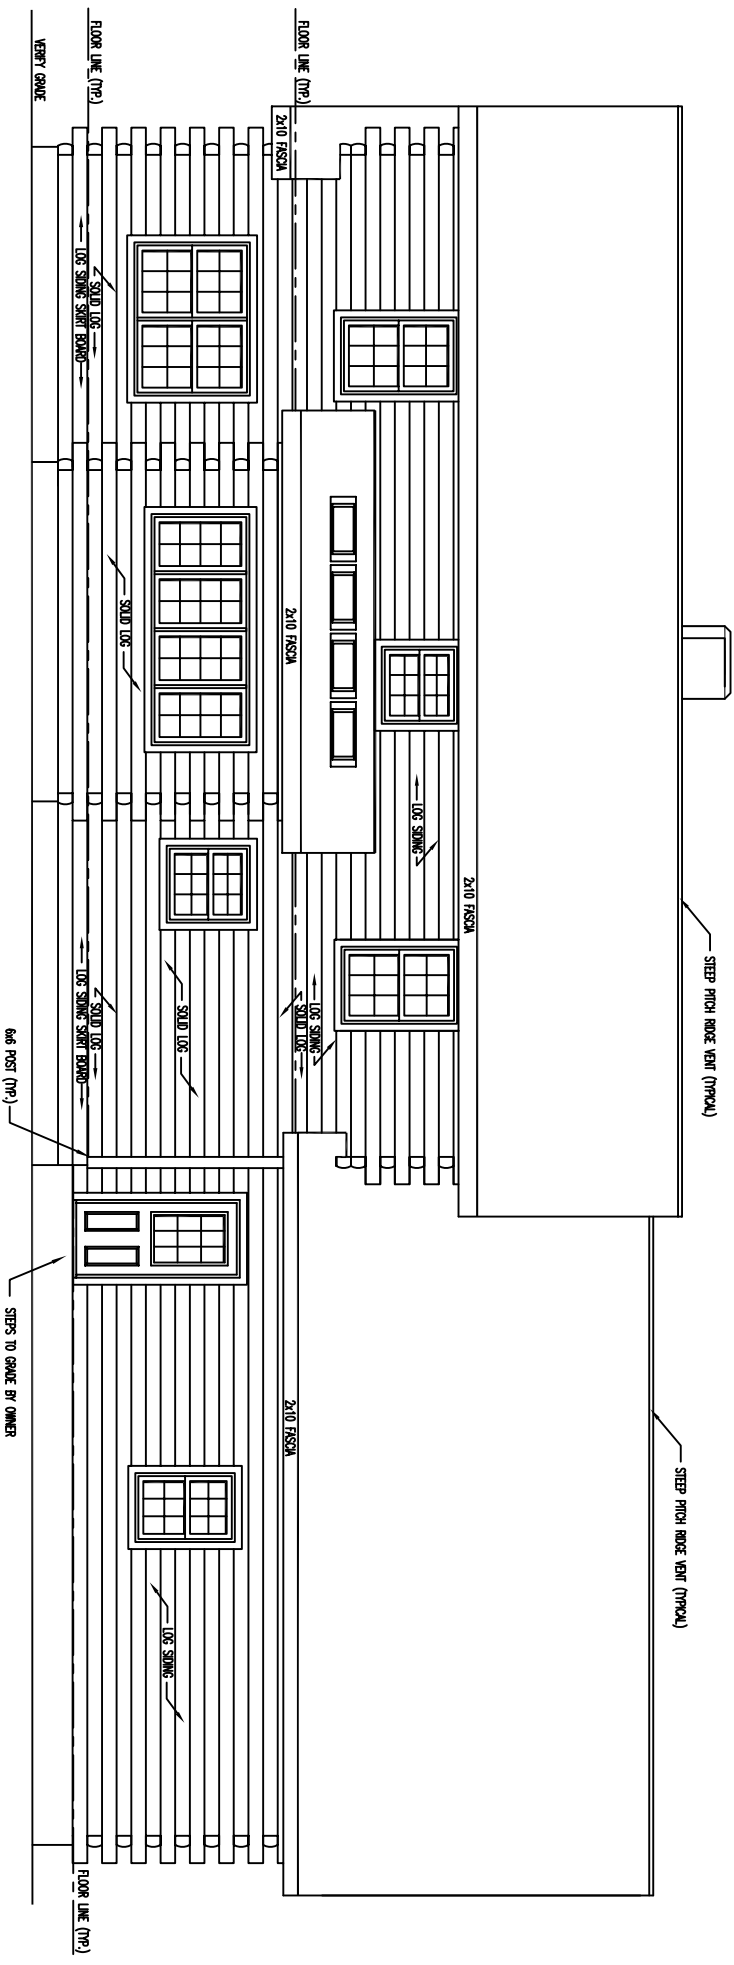 STEEP PITCH RIDGE VENT (TYPICAL)
STEEP PITCH RIDGE VENT (TYPICAL)
2x10 FASCIA
LOG SIDING
FLOOR LINE (TYP.)
LOG SIDING
SOLID LOG
2x10 FASCIA
2x10 FASCIA
2x10 FASCIA
SOLID LOG
LOG SIDING
SOLID LOG
FLOOR LINE (TYP.)
SOLID LOG
LOG SIDING SKIRT BOARD
SOLID LOG
LOG SIDING SKIRT BOARD
FLOOR LINE (TYP.)
VERIFY GRADE
6x6 POST (TYP.)
STEPS TO GRADE BY OWNER